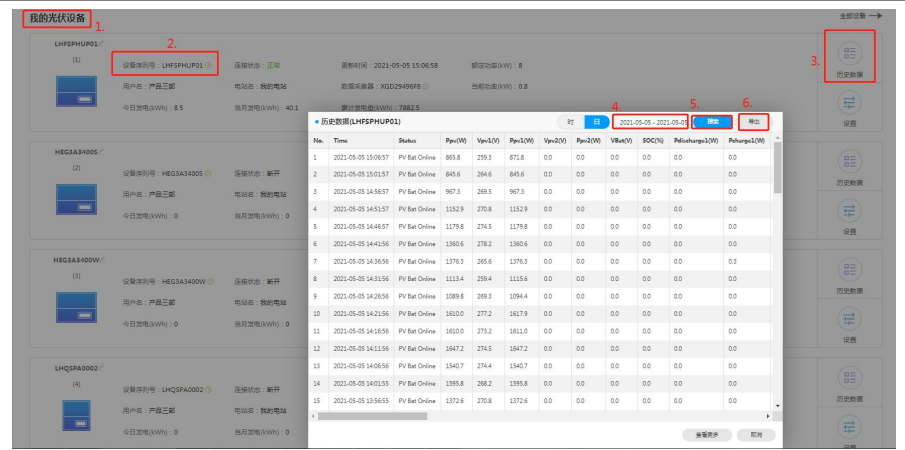 我的光伏设备
1.
全部设备
LHFSPHUP01
(1)
2.
设备序列号：LHFSPHUP01
连接状态：正常
更新时间：2021-05-05 15:06:58
额定功率(kW)：8
3.
历史数据
用户名：产品三部
电站名：我的电站
数据采集器：XGD29496F8
当前功率(kW)：0.8
今日发电(kWh)：8.5
当月发电(kWh)：40.1
累计发电量(kWh)：7882.5
设置
4.
5.
6.
历史数据(LHFSPHUP01)
时
日
2021-05-05 - 2021-05-05
搜索
导出
No. Time Status Ppv(W) Vpv1(V) Ppv1(W) Vpv2(V) Ppv2(W) VBat(V) SOC(%) Pdischarge1(W) Pcharge1(W)
1 2021-05-05 15:06:57 PV Bat Online 865.8 259.3 871.8 0.0 0.0 0.0 0.0 0.0 0.0
2 2021-05-05 15:01:57 PV Bat Online 845.6 264.6 845.6 0.0 0.0 0.0 0.0 0.0 0.0
3 2021-05-05 14:56:57 PV Bat Online 967.3 269.5 967.3 0.0 0.0 0.0 0.0 0.0 0.0
4 2021-05-05 14:51:57 PV Bat Online 1152.9 270.8 1152.9 0.0 0.0 0.0 0.0 0.0 0.0
5 2021-05-05 14:46:57 PV Bat Online 1179.8 274.5 1179.8 0.0 0.0 0.0 0.0 0.0 0.0
6 2021-05-05 14:41:56 PV Bat Online 1360.6 278.2 1360.6 0.0 0.0 0.0 0.0 0.0 0.0
7 2021-05-05 14:36:56 PV Bat Online 1376.3 265.6 1376.3 0.0 0.0 0.0 0.0 0.0 0.3
8 2021-05-05 14:31:56 PV Bat Online 1113.4 259.4 1115.6 0.0 0.0 0.0 0.0 0.0 0.0
9 2021-05-05 14:26:56 PV Bat Online 1089.8 269.3 1094.4 0.0 0.0 0.0 0.0 0.0 0.0
10 2021-05-05 14:21:56 PV Bat Online 1610.0 277.2 1617.9 0.0 0.0 0.0 0.0 0.0 0.0
11 2021-05-05 14:16:56 PV Bat Online 1610.0 273.2 1611.0 0.0 0.0 0.0 0.0 0.0 0.0
12 2021-05-05 14:11:56 PV Bat Online 1647.2 274.5 1647.2 0.0 0.0 0.0 0.0 0.0 0.0
13 2021-05-05 14:06:56 PV Bat Online 1540.7 274.4 1540.7 0.0 0.0 0.0 0.0 0.0 0.0
14 2021-05-05 14:01:55 PV Bat Online 1595.8 268.2 1595.8 0.0 0.0 0.0 0.0 0.0 0.0
15 2021-05-05 13:56:55 PV Bat Online 1372.6 270.8 1372.6 0.0 0.0 0.0 0.0 0.0 0.0
查看更多
取消
HEG3A34005
(2)
设备序列号：HEG3A34005
连接状态：断开
历史数据
用户名：产品三部
电站名：我的电站
今日发电(kWh)：0
当月发电(kWh)：0
设置
HEG3A3400W
(3)
设备序列号：HEG3A3400W
连接状态：断开
历史数据
用户名：产品三部
电站名：我的电站
今日发电(kWh)：0
当月发电(kWh)：0
设置
LHQSPA0002
(4)
设备序列号：LHQSPA0002
连接状态：断开
历史数据
用户名：产品三部
电站名：我的电站
今日发电(kWh)：0
当月发电(kWh)：0
设置